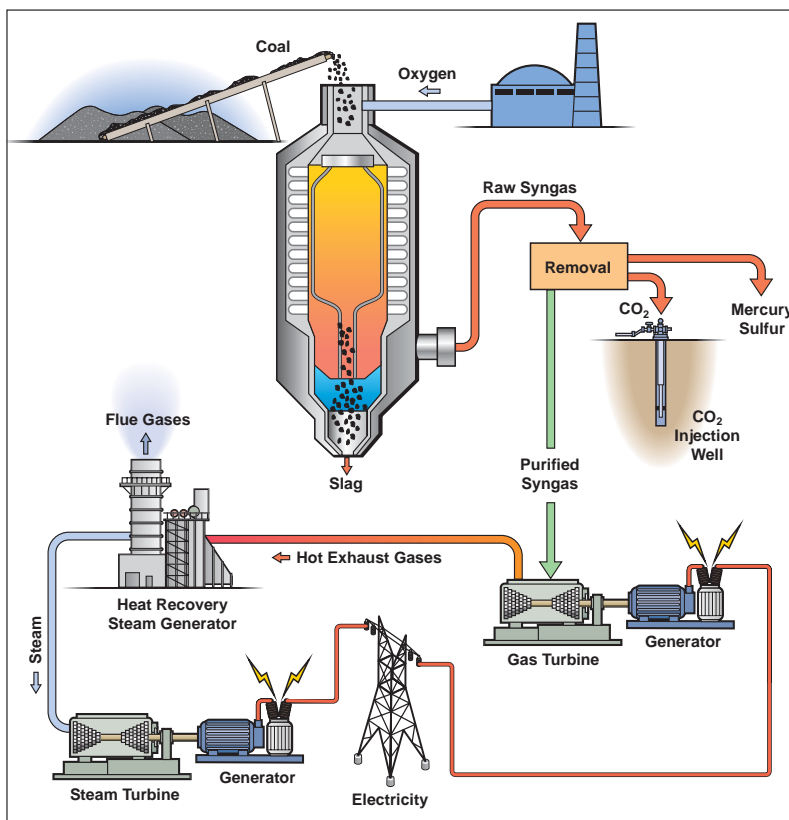 Coal
Oxygen
Raw Syngas
Removal
CO₂
Mercury
Sulfur
CO₂
Injection
Well
Flue Gases
Slag
Purified
Syngas
Hot Exhaust Gases
Heat Recovery
Steam Generator
Steam
Gas Turbine
Generator
Steam Turbine
Generator
Electricity